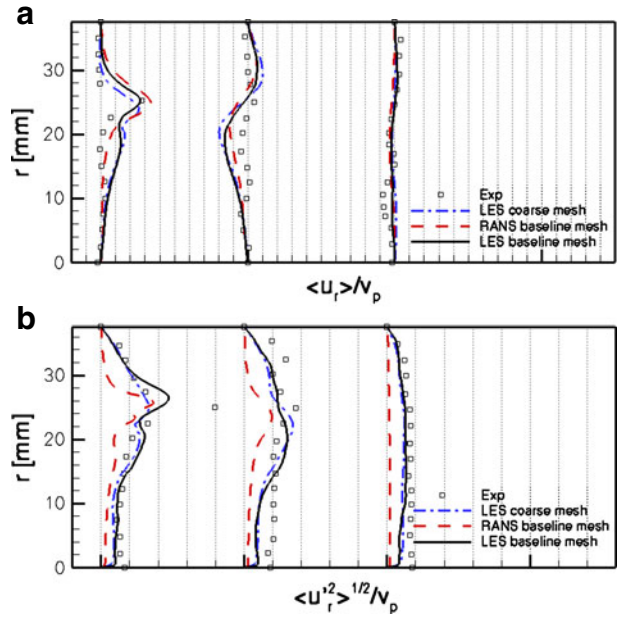 a
30
20
10
0
r [mm]
Exp
LES coarse mesh
RANS baseline mesh
LES baseline mesh
<u_r>/v_p
b
30
20
10
0
r [mm]
Exp
LES coarse mesh
RANS baseline mesh
LES baseline mesh
<u'_r^2>^1/2/v_p